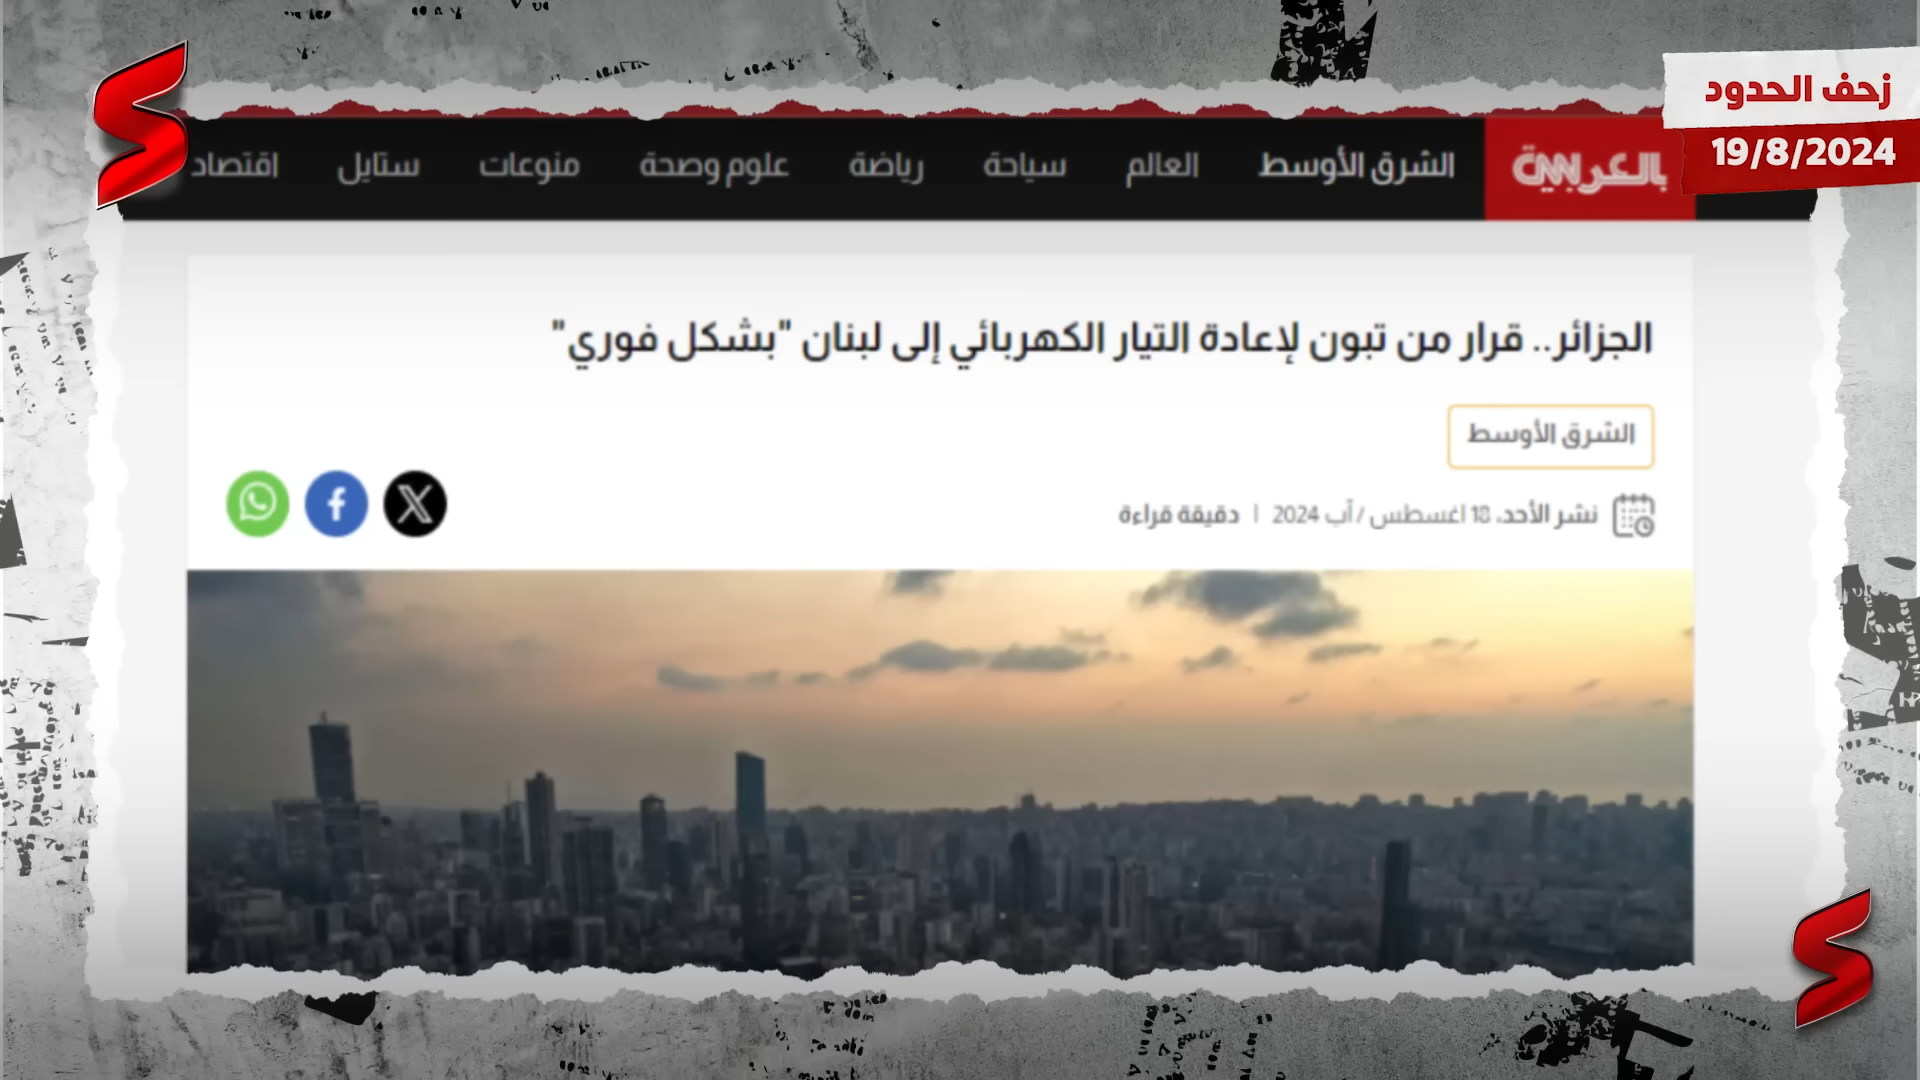 زحف الحدود
19/8/2024
بالعربية CNN الشرق الأوسط العالم سياحة رياضة علوم وصحة منوعات ستايل اقتصاد
الجزائر.. قرار من تبون لإعادة التيار الكهربائي إلى لبنان "بشكل فوري"
الشرق الأوسط
نشر الأحد، 18 اغسطس / آب 2024 | دقيقة قراءة